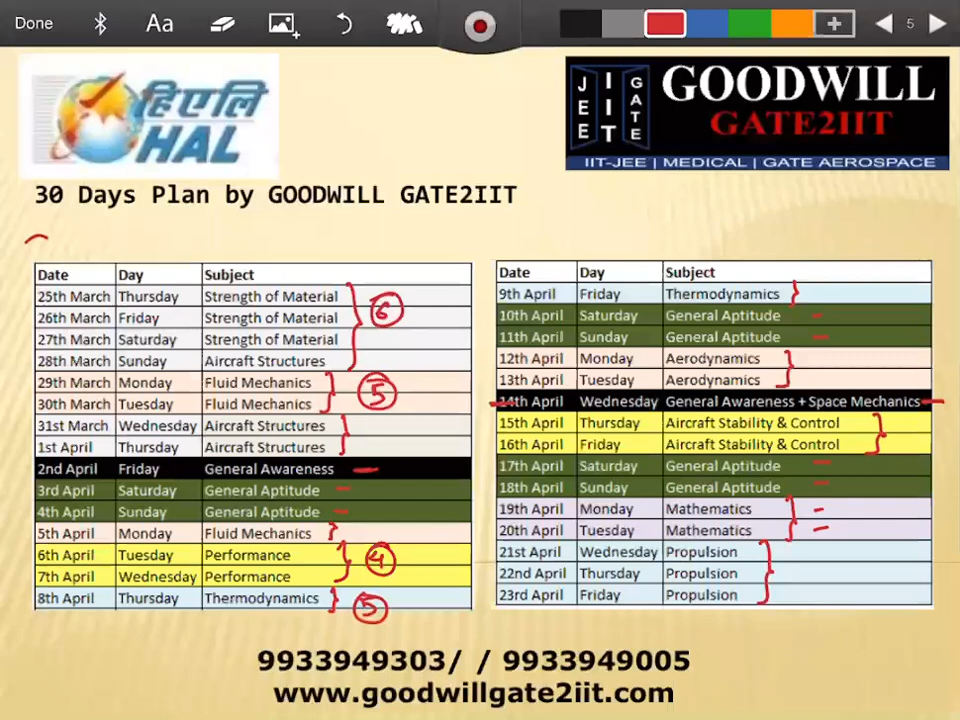 Done Aa 5
हिएलि
HAL
JEE IIT GATE
GOODWILL
GATE2IIT
IIT-JEE | MEDICAL | GATE AEROSPACE
30 Days Plan by GOODWILL GATE2IIT
Date Day Subject
25th March Thursday Strength of Material
26th March Friday Strength of Material 6
27th March Saturday Strength of Material
28th March Sunday Aircraft Structures
29th March Monday Fluid Mechanics
30th March Tuesday Fluid Mechanics 5
31st March Wednesday Aircraft Structures
1st April Thursday Aircraft Structures
2nd April Friday General Awareness
3rd April Saturday General Aptitude
4th April Sunday General Aptitude
5th April Monday Fluid Mechanics
6th April Tuesday Performance 4
7th April Wednesday Performance
8th April Thursday Thermodynamics 5
Date Day Subject
9th April Friday Thermodynamics
10th April Saturday General Aptitude
11th April Sunday General Aptitude
12th April Monday Aerodynamics
13th April Tuesday Aerodynamics
14th April Wednesday General Awareness + Space Mechanics
15th April Thursday Aircraft Stability & Control
16th April Friday Aircraft Stability & Control
17th April Saturday General Aptitude
18th April Sunday General Aptitude
19th April Monday Mathematics
20th April Tuesday Mathematics
21st April Wednesday Propulsion
22nd April Thursday Propulsion
23rd April Friday Propulsion
9933949303/ / 9933949005
www.goodwillgate2iit.com